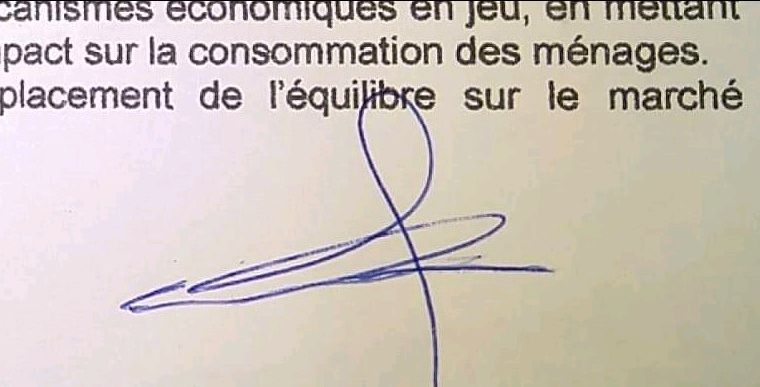 canismes économiques en jeu, en mettant
pact sur la consommation des ménages.
placement de l'équilibre sur le marché